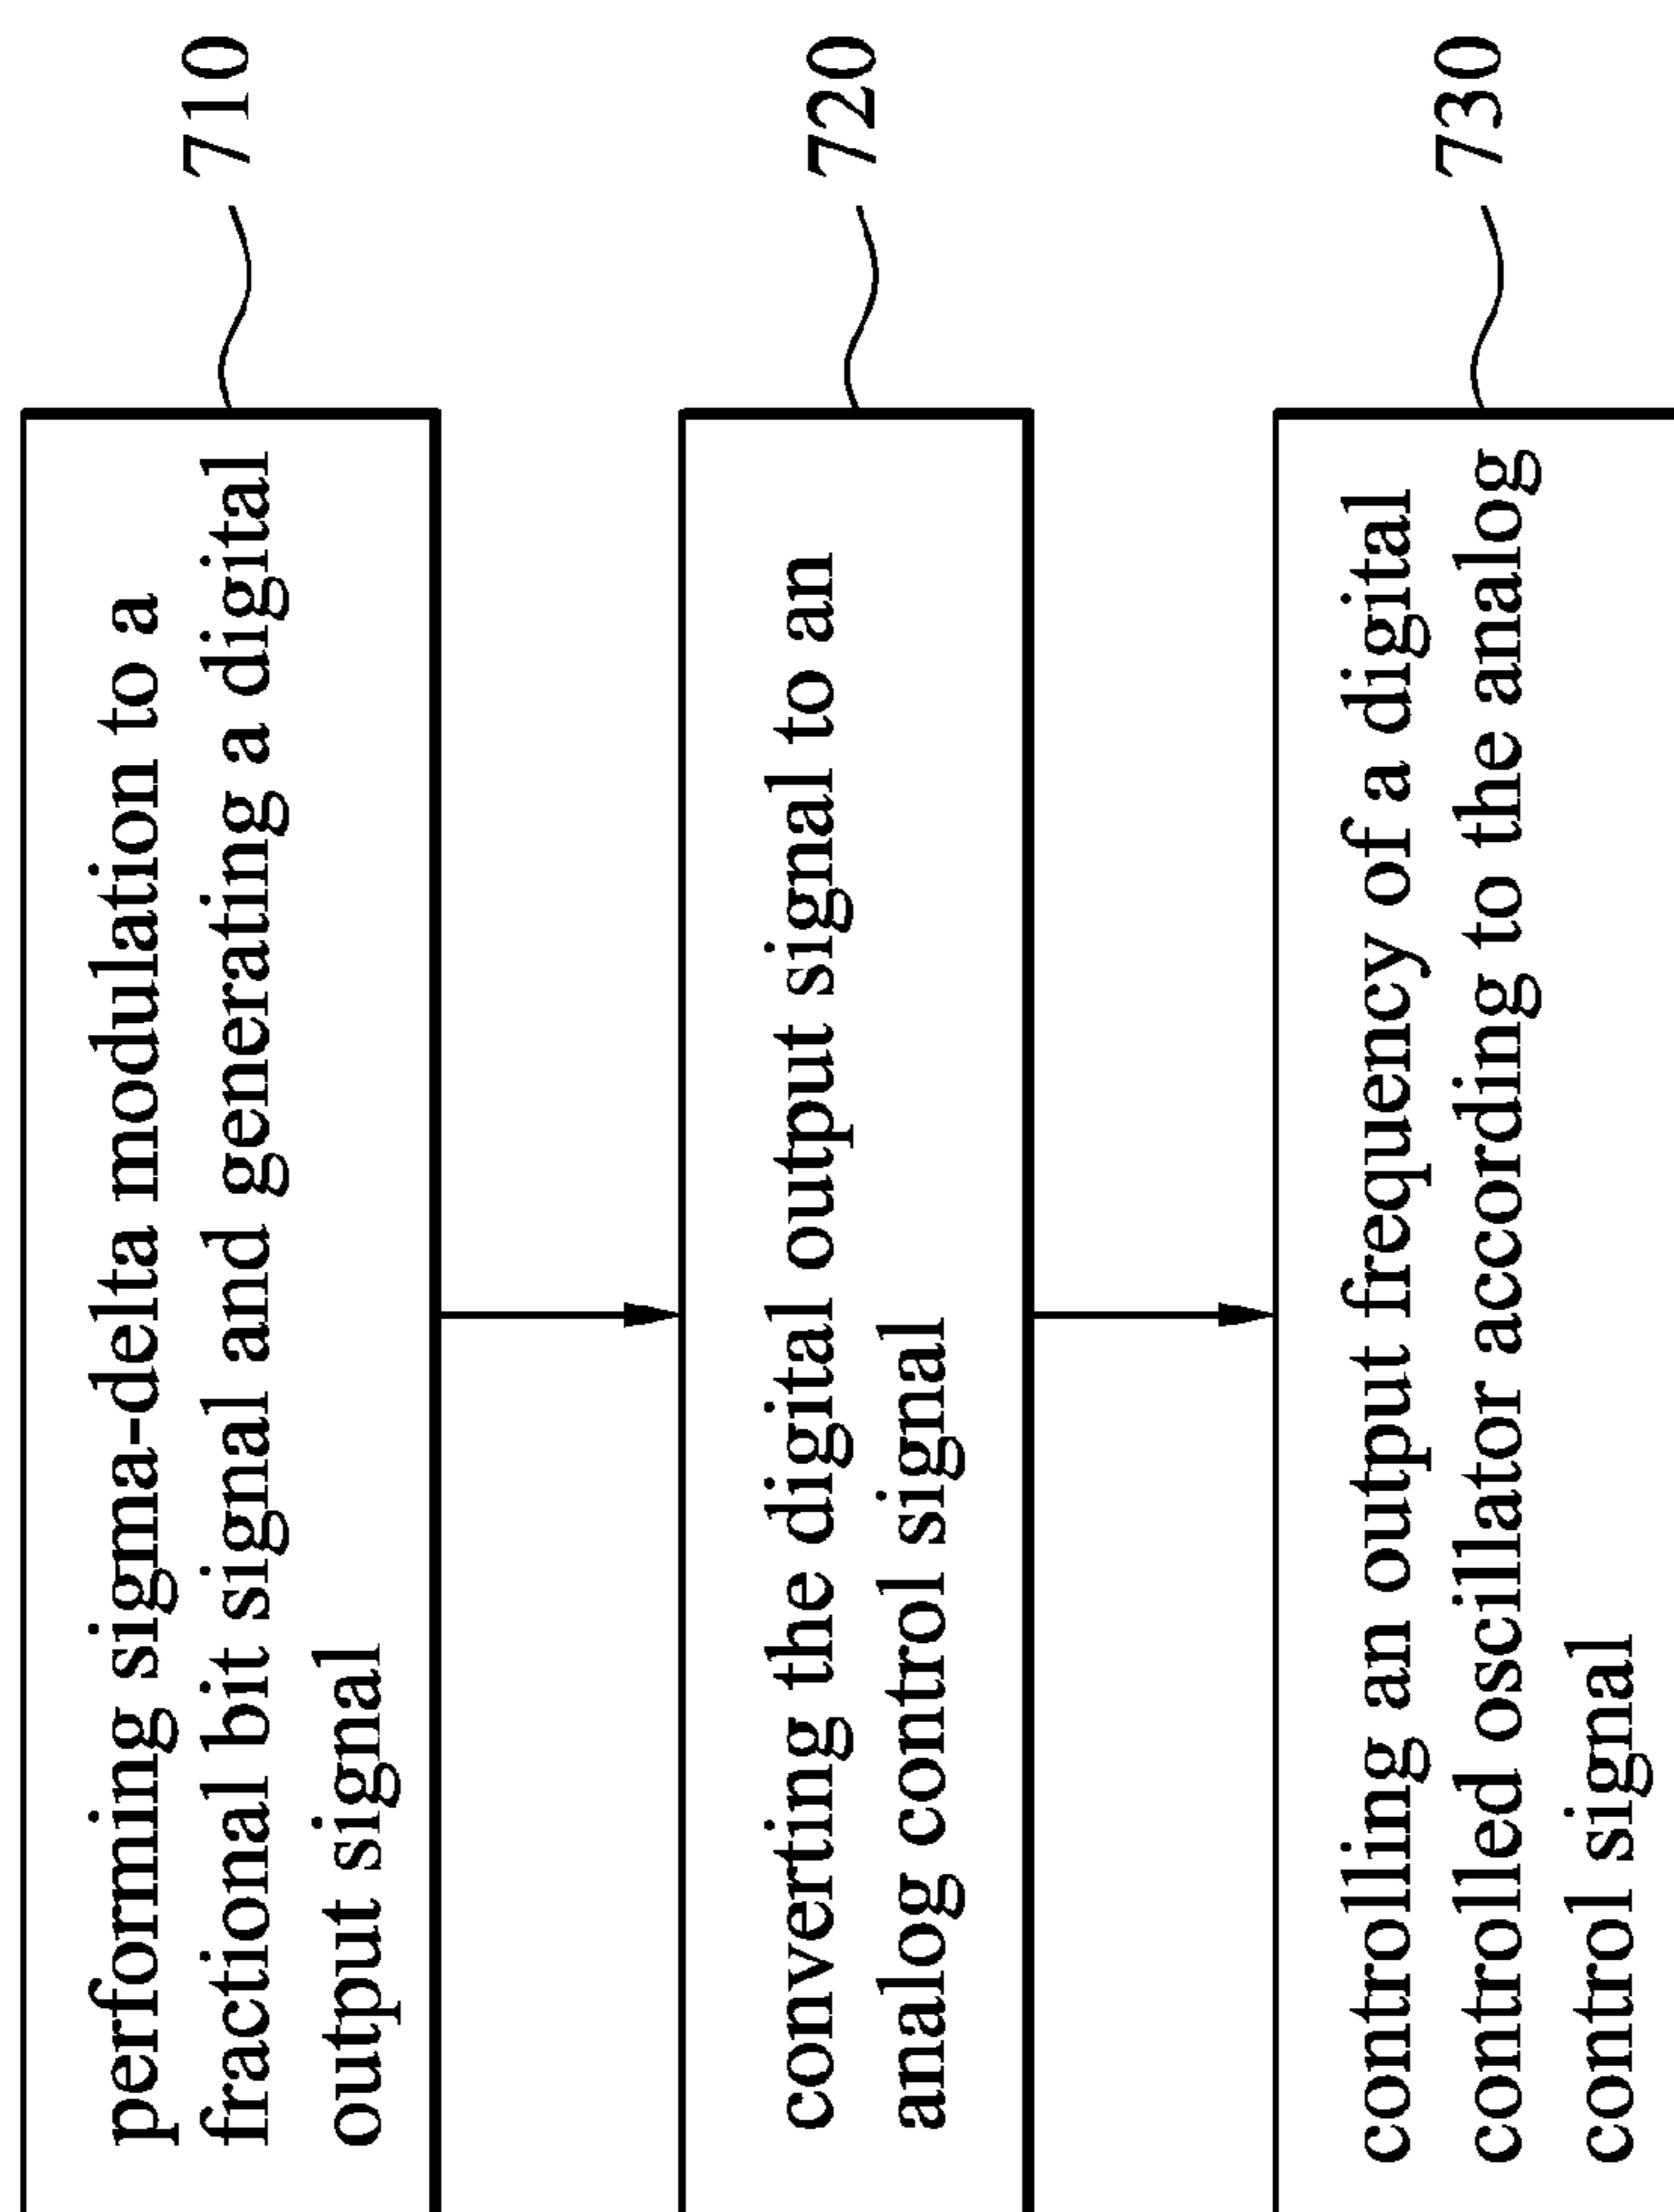 performing sigma-delta modulation to a
fractional bit signal and generating a digital
output signal
710
converting the digital output signal to an
analog control signal
720
controlling an output frequency of a digital
controlled oscillator according to the analog
control signal
730